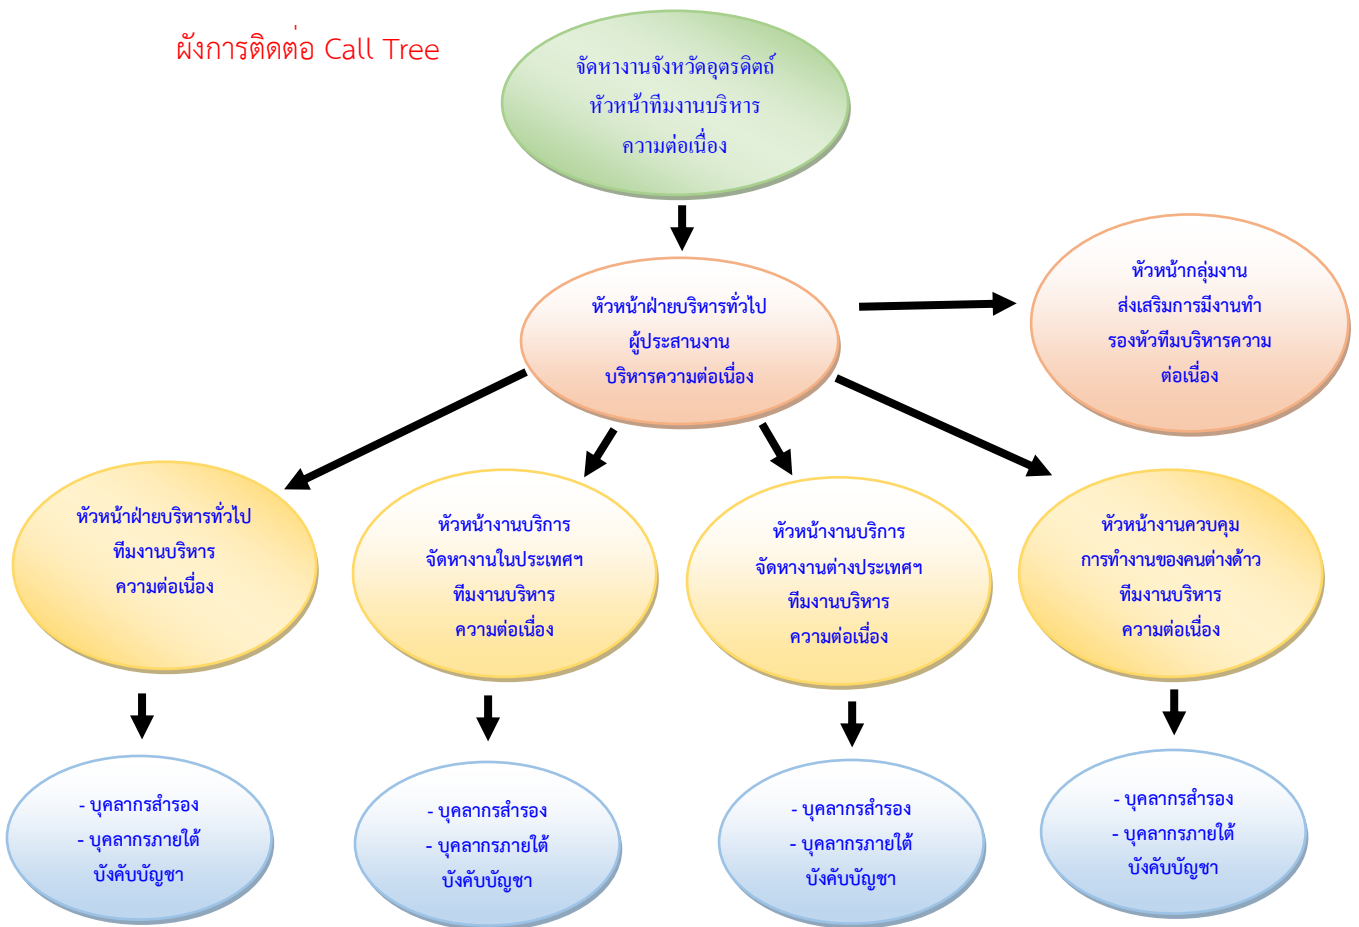 ผังการติดต่อ Call Tree
จัดหางานจังหวัดอุตรดิตถ์
หัวหน้าทีมงานบริหาร
ความต่อเนื่อง
หัวหน้าฝ่ายบริหารทั่วไป
ผู้ประสานงาน
บริหารความต่อเนื่อง
หัวหน้ากลุ่มงาน
ส่งเสริมการมีงานทำ
รองหัวทีมบริหารความ
ต่อเนื่อง
หัวหน้าฝ่ายบริหารทั่วไป
ทีมงานบริหาร
ความต่อเนื่อง
หัวหน้างานบริการ
จัดหางานในประเทศฯ
ทีมงานบริหาร
ความต่อเนื่อง
หัวหน้างานบริการ
จัดหางานต่างประเทศฯ
ทีมงานบริหาร
ความต่อเนื่อง
หัวหน้างานควบคุม
การทำงานของคนต่างด้าว
ทีมงานบริหาร
ความต่อเนื่อง
- บุคลากรสำรอง
- บุคลากรภายใต้
บังคับบัญชา
- บุคลากรสำรอง
- บุคลากรภายใต้
บังคับบัญชา
- บุคลากรสำรอง
- บุคลากรภายใต้
บังคับบัญชา
- บุคลากรสำรอง
- บุคลากรภายใต้
บังคับบัญชา